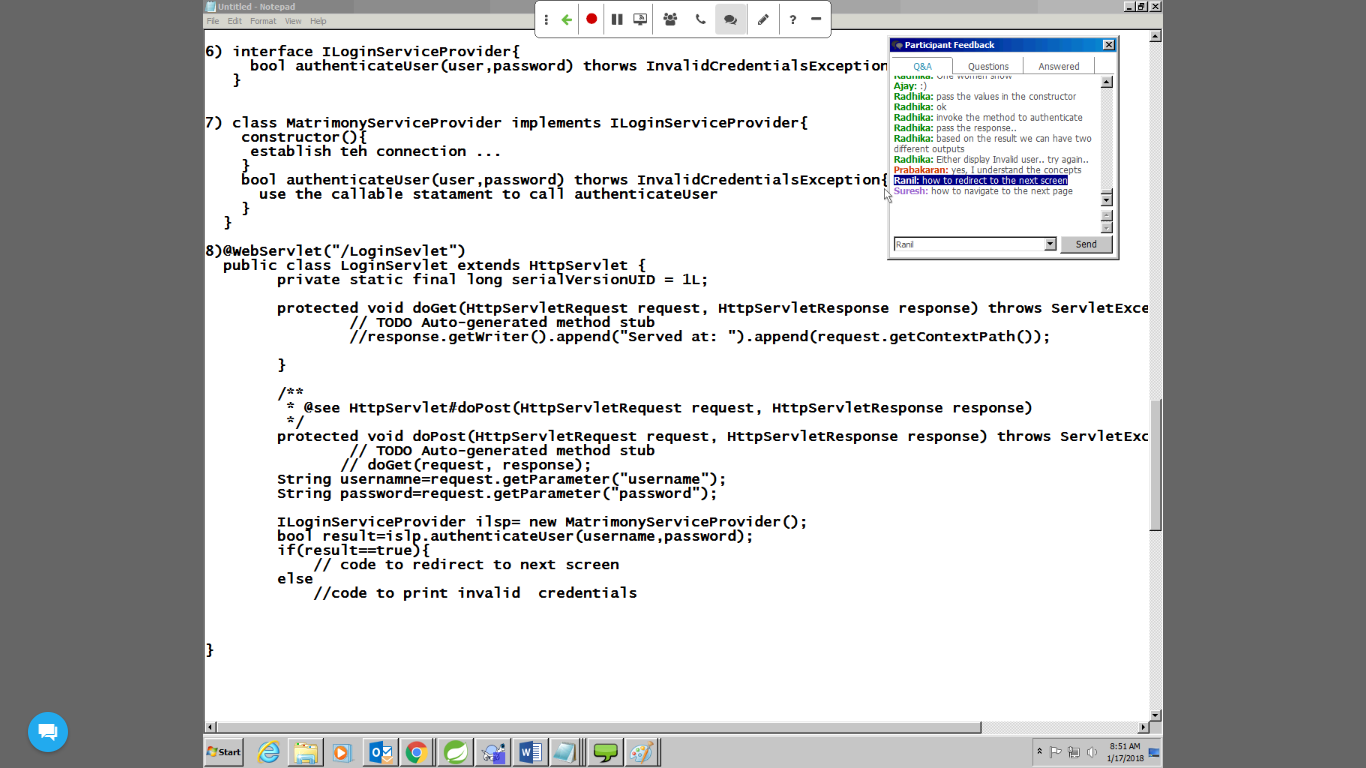 Untitled - Notepad
File Edit Format View Help
6) interface ILoginServiceProvider{
bool authenticateUser(user,password) thorws InvalidCredentialsException
}
7) class MatrimonyServiceProvider implements ILoginServiceProvider{
constructor(){
establish teh connection ...
}
bool authenticateUser(user,password) thorws InvalidCredentialsException{
use the callable statament to call authenticateUser
}
}
8)@WebServlet("/LoginSevlet")
public class LoginServlet extends HttpServlet {
private static final long serialVersionUID = 1L;
protected void doGet(HttpServletRequest request, HttpServletResponse response) throws ServletExce
// TODO Auto-generated method stub
//response.getWriter().append("Served at: ").append(request.getContextPath());
}
/**
* @see HttpServlet#doPost(HttpServletRequest request, HttpServletResponse response)
*/
protected void doPost(HttpServletRequest request, HttpServletResponse response) throws ServletExc
// TODO Auto-generated method stub
// doGet(request, response);
String usernamne=request.getParameter("username");
String password=request.getParameter("password");
ILoginServiceProvider ilsp= new MatrimonyServiceProvider();
bool result=islp.authenticateUser(username,password);
if(result==true){
// code to redirect to next screen
else
//code to print invalid  credentials
}
Participant Feedback
Q&A Questions Answered
Radhika: One women show
Ajay: :)
Radhika: pass the values in the constructor
Radhika: ok
Radhika: invoke the method to authenticate
Radhika: pass the response..
Radhika: based on the result we can have two
different outputs
Radhika: Either display Invalid user.. try again..
Prabakaran: yes, I understand the concepts
Ranil: how to redirect to the next screen
Suresh: how to navigate to the next page
Ranil
Send
Start
8:51 AM
1/17/2018